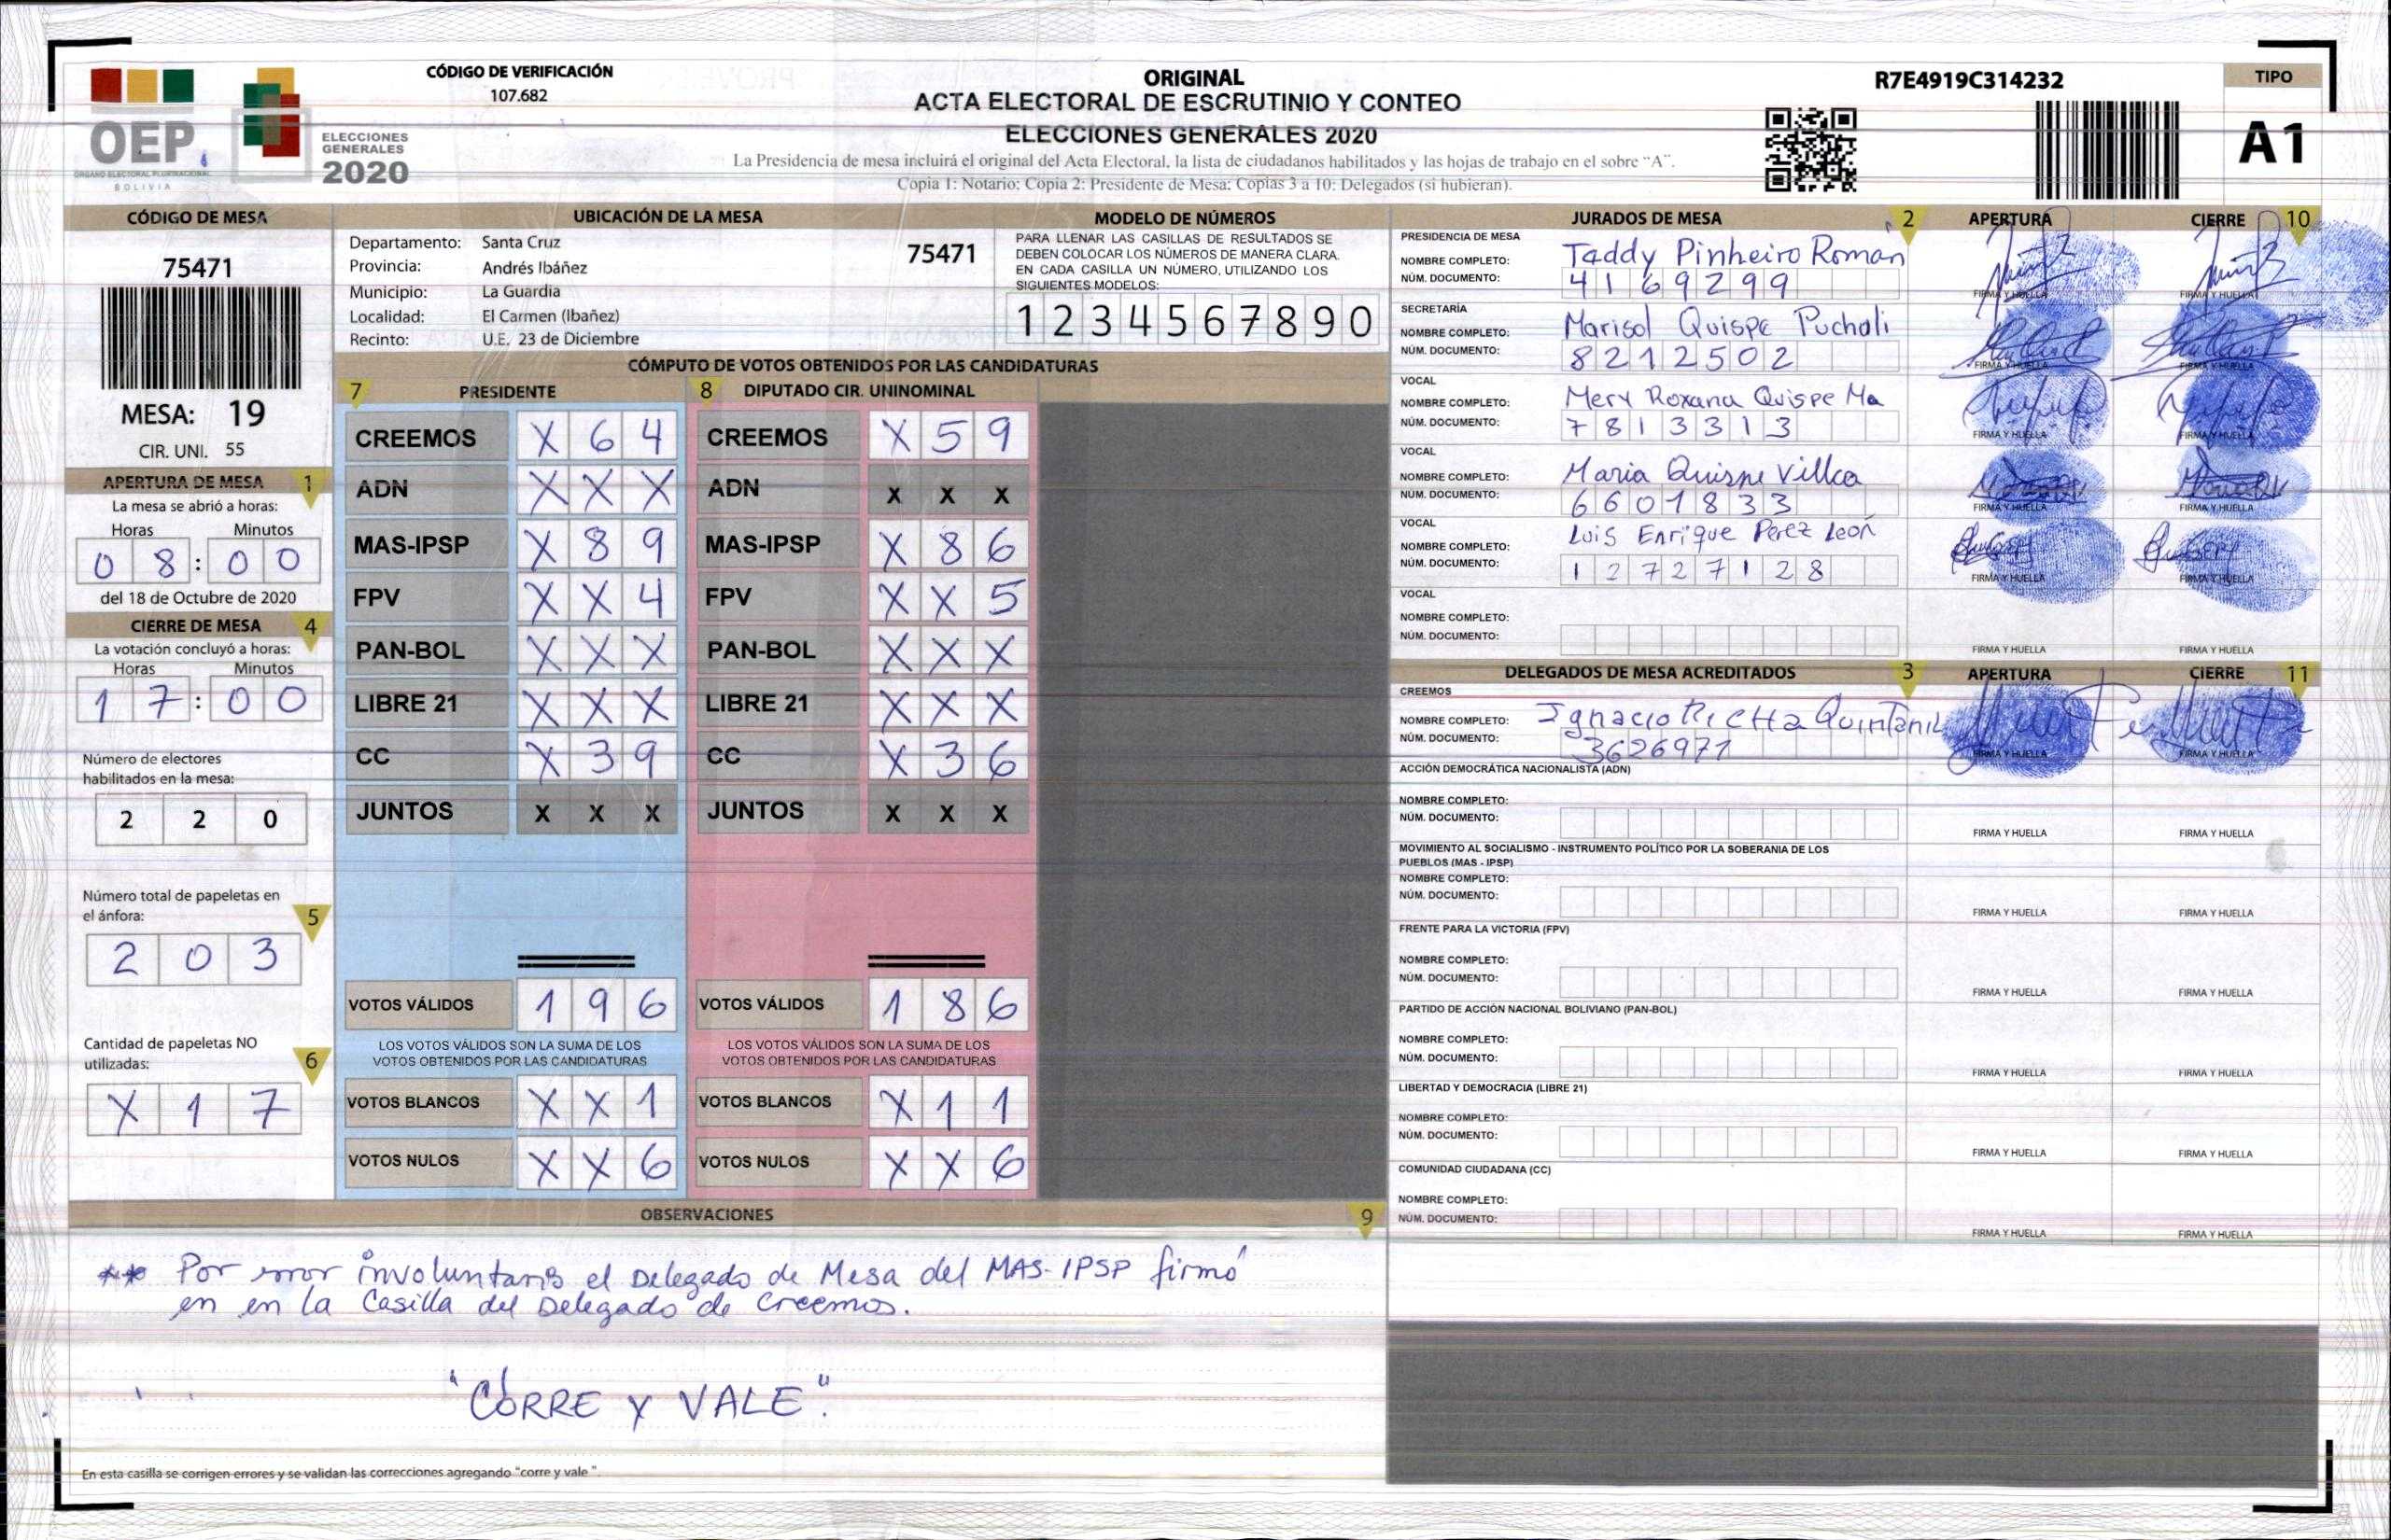 OEP
ÓRGANO ELECTORAL PLURINACIONAL
BOLIVIA
ELECCIONES
GENERALES
2020
CÓDIGO DE VERIFICACIÓN
107.682
ORIGINAL
ACTA ELECTORAL DE ESCRUTINIO Y CONTEO
ELECCIONES GENERALES 2020
La Presidencia de mesa incluirá el original del Acta Electoral, la lista de ciudadanos habilitados y las hojas de trabajo en el sobre "A".
Copia 1: Notario; Copia 2: Presidente de Mesa; Copias 3 a 10: Delegados (si hubieran).
R7E4919C314232
TIPO
A1
CÓDIGO DE MESA
75471
MESA: 19
CIR. UNI. 55
APERTURA DE MESA 1
La mesa se abrió a horas:
Horas Minutos
0 8 : 0 0
del 18 de Octubre de 2020
CIERRE DE MESA 4
La votación concluyó a horas:
Horas Minutos
1 7 : 0 0
Número de electores
habilitados en la mesa:
2 2 0
Número total de papeletas en
el ánfora: 5
2 0 3
Cantidad de papeletas NO
utilizadas: 6
X 1 7
UBICACIÓN DE LA MESA
Departamento: Santa Cruz
75471
Provincia: Andrés Ibáñez
Municipio: La Guardia
Localidad: El Carmen (Ibañez)
Recinto: U.E. 23 de Diciembre
MODELO DE NÚMEROS
PARA LLENAR LAS CASILLAS DE RESULTADOS SE
DEBEN COLOCAR LOS NÚMEROS DE MANERA CLARA.
EN CADA CASILLA UN NÚMERO, UTILIZANDO LOS
SIGUIENTES MODELOS:
1 2 3 4 5 6 7 8 9 0
CÓMPUTO DE VOTOS OBTENIDOS POR LAS CANDIDATURAS
7 PRESIDENTE 8 DIPUTADO CIR. UNINOMINAL
CREEMOS X 6 4 CREEMOS X 5 9
ADN X X X ADN X X X
MAS-IPSP X 8 9 MAS-IPSP X 8 6
FPV X X 4 FPV X X 5
PAN-BOL X X X PAN-BOL X X X
LIBRE 21 X X X LIBRE 21 X X X
CC X 3 9 CC X 3 6
JUNTOS X X X JUNTOS X X X
VOTOS VÁLIDOS 1 9 6 VOTOS VÁLIDOS 1 8 6
LOS VOTOS VÁLIDOS SON LA SUMA DE LOS LOS VOTOS VÁLIDOS SON LA SUMA DE LOS
VOTOS OBTENIDOS POR LAS CANDIDATURAS VOTOS OBTENIDOS POR LAS CANDIDATURAS
VOTOS BLANCOS X X 1 VOTOS BLANCOS X 1 1
VOTOS NULOS X X 6 VOTOS NULOS X X 6
OBSERVACIONES 9
** Por error involuntario el Delegado de Mesa del MAS-IPSP firmó
en en la Casilla del Delegado de Creemos.
"CORRE Y VALE".
En esta casilla se corrigen errores y se validan las correcciones agregando "corre y vale"
JURADOS DE MESA 2 APERTURA CIERRE 10
PRESIDENCIA DE MESA
NOMBRE COMPLETO: Taddy Pinheiro Roman
NÚM. DOCUMENTO: 4169299
FIRMA Y HUELLA FIRMA Y HUELLA
SECRETARÍA
NOMBRE COMPLETO: Marisol Quispe Puchali
NÚM. DOCUMENTO: 8212502
FIRMA Y HUELLA FIRMA Y HUELLA
VOCAL
NOMBRE COMPLETO: Mery Roxana Quispe Ma
NÚM. DOCUMENTO: 7813313
FIRMA Y HUELLA FIRMA Y HUELLA
VOCAL
NOMBRE COMPLETO: Maria Quispe Villca
NÚM. DOCUMENTO: 6601833
FIRMA Y HUELLA FIRMA Y HUELLA
VOCAL
NOMBRE COMPLETO: Luis Enrique Perez León
NÚM. DOCUMENTO: 12727128
FIRMA Y HUELLA FIRMA Y HUELLA
VOCAL
NOMBRE COMPLETO:
NÚM. DOCUMENTO:
FIRMA Y HUELLA FIRMA Y HUELLA
DELEGADOS DE MESA ACREDITADOS 3 APERTURA CIERRE 11
CREEMOS
NOMBRE COMPLETO: Ignacio
NÚM. DOCUMENTO: 3626971
FIRMA Y HUELLA FIRMA Y HUELLA
ACCIÓN DEMOCRÁTICA NACIONALISTA (ADN)
NOMBRE COMPLETO:
NÚM. DOCUMENTO:
FIRMA Y HUELLA FIRMA Y HUELLA
MOVIMIENTO AL SOCIALISMO - INSTRUMENTO POLÍTICO POR LA SOBERANIA DE LOS
PUEBLOS (MAS - IPSP)
NOMBRE COMPLETO:
NÚM. DOCUMENTO:
FIRMA Y HUELLA FIRMA Y HUELLA
FRENTE PARA LA VICTORIA (FPV)
NOMBRE COMPLETO:
NÚM. DOCUMENTO:
FIRMA Y HUELLA FIRMA Y HUELLA
PARTIDO DE ACCIÓN NACIONAL BOLIVIANO (PAN-BOL)
NOMBRE COMPLETO:
NÚM. DOCUMENTO:
FIRMA Y HUELLA FIRMA Y HUELLA
LIBERTAD Y DEMOCRACIA (LIBRE 21)
NOMBRE COMPLETO:
NÚM. DOCUMENTO:
FIRMA Y HUELLA FIRMA Y HUELLA
COMUNIDAD CIUDADANA (CC)
NOMBRE COMPLETO:
NÚM. DOCUMENTO:
FIRMA Y HUELLA FIRMA Y HUELLA